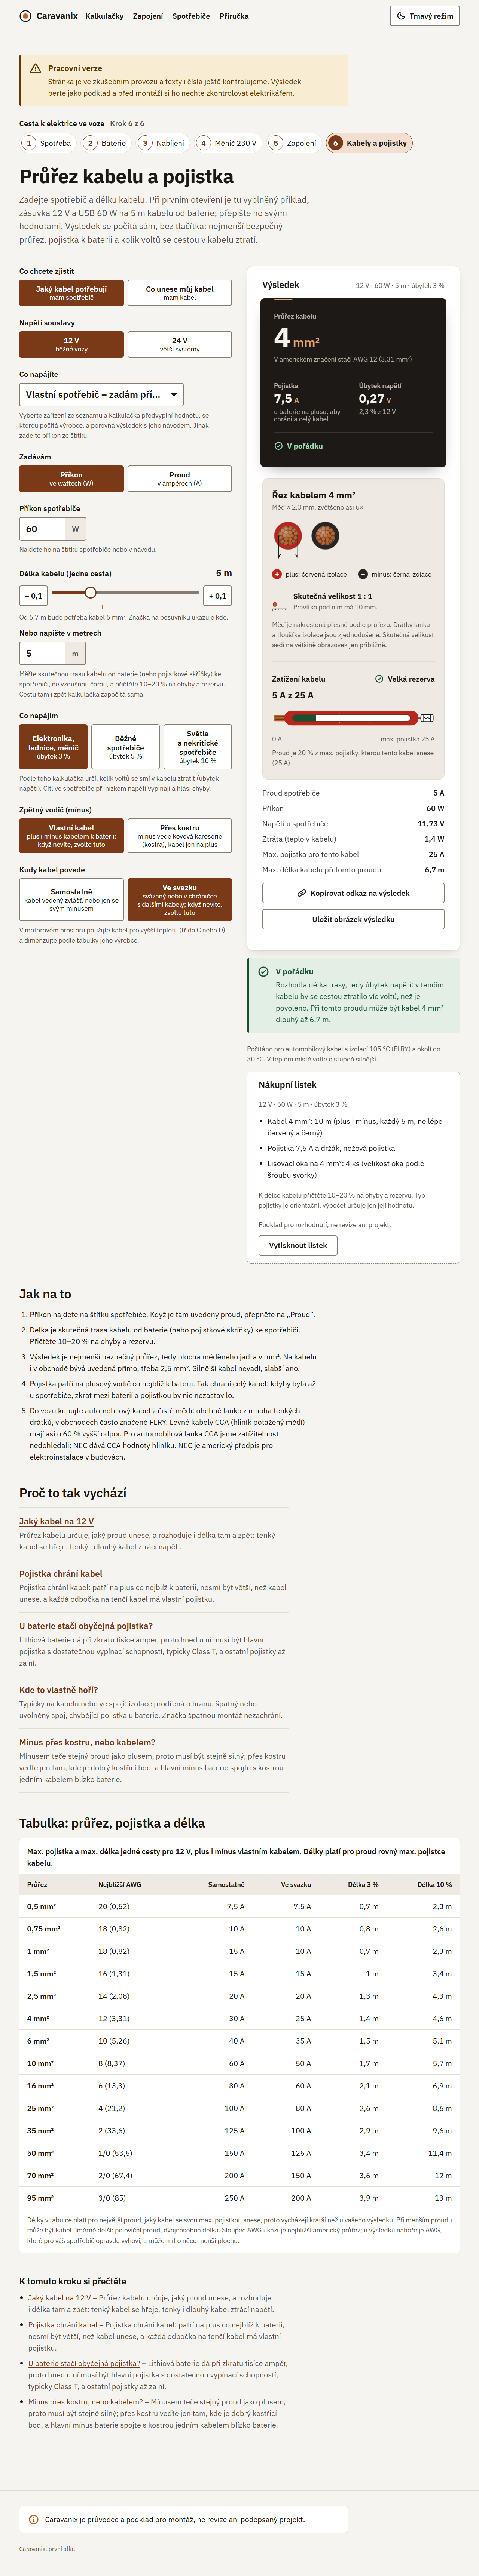 Caravanix Kalkulačky Zapojení Spotřebiče Příručka Tmavý režim
Pracovní verze
Stránka je ve zkušebním provozu a texty i čísla ještě kontrolujeme. Výsledek
berte jako podklad a před montáží si ho nechte zkontrolovat elektrikářem.
Cesta k elektrice ve voze Krok 6 z 6
1 Spotřeba 2 Baterie 3 Nabíjení 4 Měnič 230 V 5 Zapojení 6 Kabely a pojistky
Průřez kabelu a pojistka
Zadejte spotřebič a délku kabelu. Při prvním otevření je tu vyplněný příklad,
zásuvka 12 V a USB 60 W na 5 m kabelu od baterie; přepište ho svými
hodnotami. Výsledek se počítá sám, bez tlačítka: nejmenší bezpečný
průřez, pojistka k baterii a kolik voltů se cestou v kabelu ztratí.
Co chcete zjistit
Jaký kabel potřebuji
mám spotřebič
Co unese můj kabel
mám kabel
Napětí soustavy
12 V
běžné vozy
24 V
větší systémy
Co napájíte
Vlastní spotřebič – zadám pří...
Vyberte zařízení ze seznamu a kalkulačka předvyplní hodnotu, se
kterou počítá výrobce, a porovná výsledek s jeho návodem. Jinak
zadejte příkon ze štítku.
Zadávám
Příkon
ve wattech (W)
Proud
v ampérech (A)
Příkon spotřebiče
60 W
Najdete ho na štítku spotřebiče nebo v návodu.
Délka kabelu (jedna cesta) 5 m
− 0,1 + 0,1
Od 6,7 m bude potřeba kabel 6 mm². Značka na posuvníku ukazuje kde.
Nebo napište v metrech
5 m
Měřte skutečnou trasu kabelu od baterie (nebo pojistkové skříňky) ke
spotřebiči, ne vzdušnou čarou, a přičtěte 10–20 % na ohyby a rezervu.
Cestu tam i zpět kalkulačka započítá sama.
Co napájím
Elektronika,
lednice, měnič
úbytek 3 %
Běžné
spotřebiče
úbytek 5 %
Světla
a nekritické
spotřebiče
úbytek 10 %
Podle toho kalkulačka určí, kolik voltů se smí v kabelu ztratit (úbytek
napětí). Citlivé spotřebiče při nízkém napětí vypínají a hlásí chyby.
Zpětný vodič (mínus)
Vlastní kabel
plus i mínus kabelem k baterii;
když nevíte, zvolte tuto
Přes kostru
mínus vede kovová karoserie
(kostra), kabel jen na plus
Kudy kabel povede
Samostatně
kabel vedený zvlášť, nebo jen se
svým mínusem
Ve svazku
svázaný nebo v chráničce
s dalšími kabely; když nevíte,
zvolte tuto
V motorovém prostoru použijte kabel pro vyšší teplotu (třída C nebo D)
a dimenzujte podle tabulky jeho výrobce.
Výsledek 12 V · 60 W · 5 m · úbytek 3 %
Průřez kabelu
4 mm²
V americkém značení stačí AWG 12 (3,31 mm²)
Pojistka
7,5 A
u baterie na plusu, aby
chránila celý kabel
Úbytek napětí
0,27 V
2,3 % z 12 V
V pořádku
Řez kabelem 4 mm²
Měď ⌀ 2,3 mm, zvětšeno asi 6×
plus: červená izolace mínus: černá izolace
Skutečná velikost 1 : 1
Pravítko pod ním má 10 mm.
Měď je nakreslená přesně podle průřezu. Drátky lanka
a tloušťka izolace jsou zjednodušené. Skutečná velikost
sedí na většině obrazovek jen přibližně.
Zatížení kabelu Velká rezerva
5 A z 25 A
0 A max. pojistka 25 A
Proud je 20 % z max. pojistky, kterou tento kabel snese
(25 A).
Proud spotřebiče 5 A
Příkon 60 W
Napětí u spotřebiče 11,73 V
Ztráta (teplo v kabelu) 1,4 W
Max. pojistka pro tento kabel 25 A
Max. délka kabelu při tomto proudu 6,7 m
Kopírovat odkaz na výsledek
Uložit obrázek výsledku
V pořádku
Rozhodla délka trasy, tedy úbytek napětí: v tenčím
kabelu by se cestou ztratilo víc voltů, než je
povoleno. Při tomto proudu může být kabel 4 mm²
dlouhý až 6,7 m.
Počítáno pro automobilový kabel s izolací 105 °C (FLRY) a okolí do
30 °C. V teplém místě volte o stupeň silnější.
Nákupní lístek
12 V · 60 W · 5 m · úbytek 3 %
• Kabel 4 mm²: 10 m (plus i mínus, každý 5 m, nejlépe
červený a černý)
• Pojistka 7,5 A a držák, nožová pojistka
• Lisovací oka na 4 mm²: 4 ks (velikost oka podle
šroubu svorky)
K délce kabelu přičtěte 10–20 % na ohyby a rezervu. Typ
pojistky je orientační, výpočet určuje jen její hodnotu.
Podklad pro rozhodnutí, ne revize ani projekt.
Vytisknout lístek
Jak na to
1. Příkon najdete na štítku spotřebiče. Když je tam uvedený proud, přepněte na „Proud“.
2. Délka je skutečná trasa kabelu od baterie (nebo pojistkové skříňky) ke spotřebiči.
Přičtěte 10–20 % na ohyby a rezervu.
3. Výsledek je nejmenší bezpečný průřez, tedy plocha měděného jádra v mm². Na kabelu
i v obchodě bývá uvedená přímo, třeba 2,5 mm². Silnější kabel nevadí, slabší ano.
4. Pojistka patří na plusový vodič co nejblíž k baterii. Tak chrání celý kabel: kdyby byla až
u spotřebiče, zkrat mezi baterií a pojistkou by nic nezastavilo.
5. Do vozu kupujte automobilový kabel z čisté mědi: ohebné lanko z mnoha tenkých
drátků, v obchodech často značené FLRY. Levné kabely CCA (hliník potažený mědí)
mají asi o 60 % vyšší odpor. Pro automobilová lanka CCA jsme zatížitelnost
nedohledali; NEC dává CCA hodnoty hliníku. NEC je americký předpis pro
elektroinstalace v budovách.
Proč to tak vychází
Jaký kabel na 12 V
Průřez kabelu určuje, jaký proud unese, a rozhoduje i délka tam a zpět: tenký
kabel se hřeje, tenký i dlouhý kabel ztrácí napětí.
Pojistka chrání kabel
Pojistka chrání kabel: patří na plus co nejblíž k baterii, nesmí být větší, než kabel
unese, a každá odbočka na tenčí kabel má vlastní pojistku.
U baterie stačí obyčejná pojistka?
Lithiová baterie dá při zkratu tisíce ampér, proto hned u ní musí být hlavní
pojistka s dostatečnou vypínací schopností, typicky Class T, a ostatní pojistky až
za ní.
Kde to vlastně hoří?
Typicky na kabelu nebo ve spoji: izolace prodřená o hranu, špatný nebo
uvolněný spoj, chybějící pojistka u baterie. Značka špatnou montáž nezachrání.
Mínus přes kostru, nebo kabelem?
Mínusem teče stejný proud jako plusem, proto musí být stejně silný; přes kostru
veďte jen tam, kde je dobrý kostřicí bod, a hlavní mínus baterie spojte s kostrou
jedním kabelem blízko baterie.
Tabulka: průřez, pojistka a délka
Max. pojistka a max. délka jedné cesty pro 12 V, plus i mínus vlastním kabelem. Délky platí pro proud rovný max. pojistce
kabelu.
Průřez Nejbližší AWG Samostatně Ve svazku Délka 3 % Délka 10 %
0,5 mm² 20 (0,52) 7,5 A 7,5 A 0,7 m 2,3 m
0,75 mm² 18 (0,82) 10 A 10 A 0,8 m 2,6 m
1 mm² 18 (0,82) 15 A 10 A 0,7 m 2,3 m
1,5 mm² 16 (1,31) 15 A 15 A 1 m 3,4 m
2,5 mm² 14 (2,08) 20 A 20 A 1,3 m 4,3 m
4 mm² 12 (3,31) 30 A 25 A 1,4 m 4,6 m
6 mm² 10 (5,26) 40 A 35 A 1,5 m 5,1 m
10 mm² 8 (8,37) 60 A 50 A 1,7 m 5,7 m
16 mm² 6 (13,3) 80 A 60 A 2,1 m 6,9 m
25 mm² 4 (21,2) 100 A 80 A 2,6 m 8,6 m
35 mm² 2 (33,6) 125 A 100 A 2,9 m 9,6 m
50 mm² 1/0 (53,5) 150 A 125 A 3,4 m 11,4 m
70 mm² 2/0 (67,4) 200 A 150 A 3,6 m 12 m
95 mm² 3/0 (85) 250 A 200 A 3,9 m 13 m
Délky v tabulce platí pro největší proud, jaký kabel se svou max. pojistkou snese, proto vycházejí kratší než u vašeho výsledku. Při menším proudu
může být kabel úměrně delší: poloviční proud, dvojnásobná délka. Sloupec AWG ukazuje nejbližší americký průřez; u výsledku nahoře je AWG,
které pro váš spotřebič opravdu vyhoví, a může mít o něco menší plochu.
K tomuto kroku si přečtěte
• Jaký kabel na 12 V – Průřez kabelu určuje, jaký proud unese, a rozhoduje
i délka tam a zpět: tenký kabel se hřeje, tenký i dlouhý kabel ztrácí napětí.
• Pojistka chrání kabel – Pojistka chrání kabel: patří na plus co nejblíž k baterii,
nesmí být větší, než kabel unese, a každá odbočka na tenčí kabel má vlastní
pojistku.
• U baterie stačí obyčejná pojistka? – Lithiová baterie dá při zkratu tisíce ampér,
proto hned u ní musí být hlavní pojistka s dostatečnou vypínací schopností,
typicky Class T, a ostatní pojistky až za ní.
• Mínus přes kostru, nebo kabelem? – Mínusem teče stejný proud jako plusem,
proto musí být stejně silný; přes kostru veďte jen tam, kde je dobrý kostřicí
bod, a hlavní mínus baterie spojte s kostrou jedním kabelem blízko baterie.
Caravanix je průvodce a podklad pro montáž, ne revize ani podepsaný projekt.
Caravanix, první alfa.